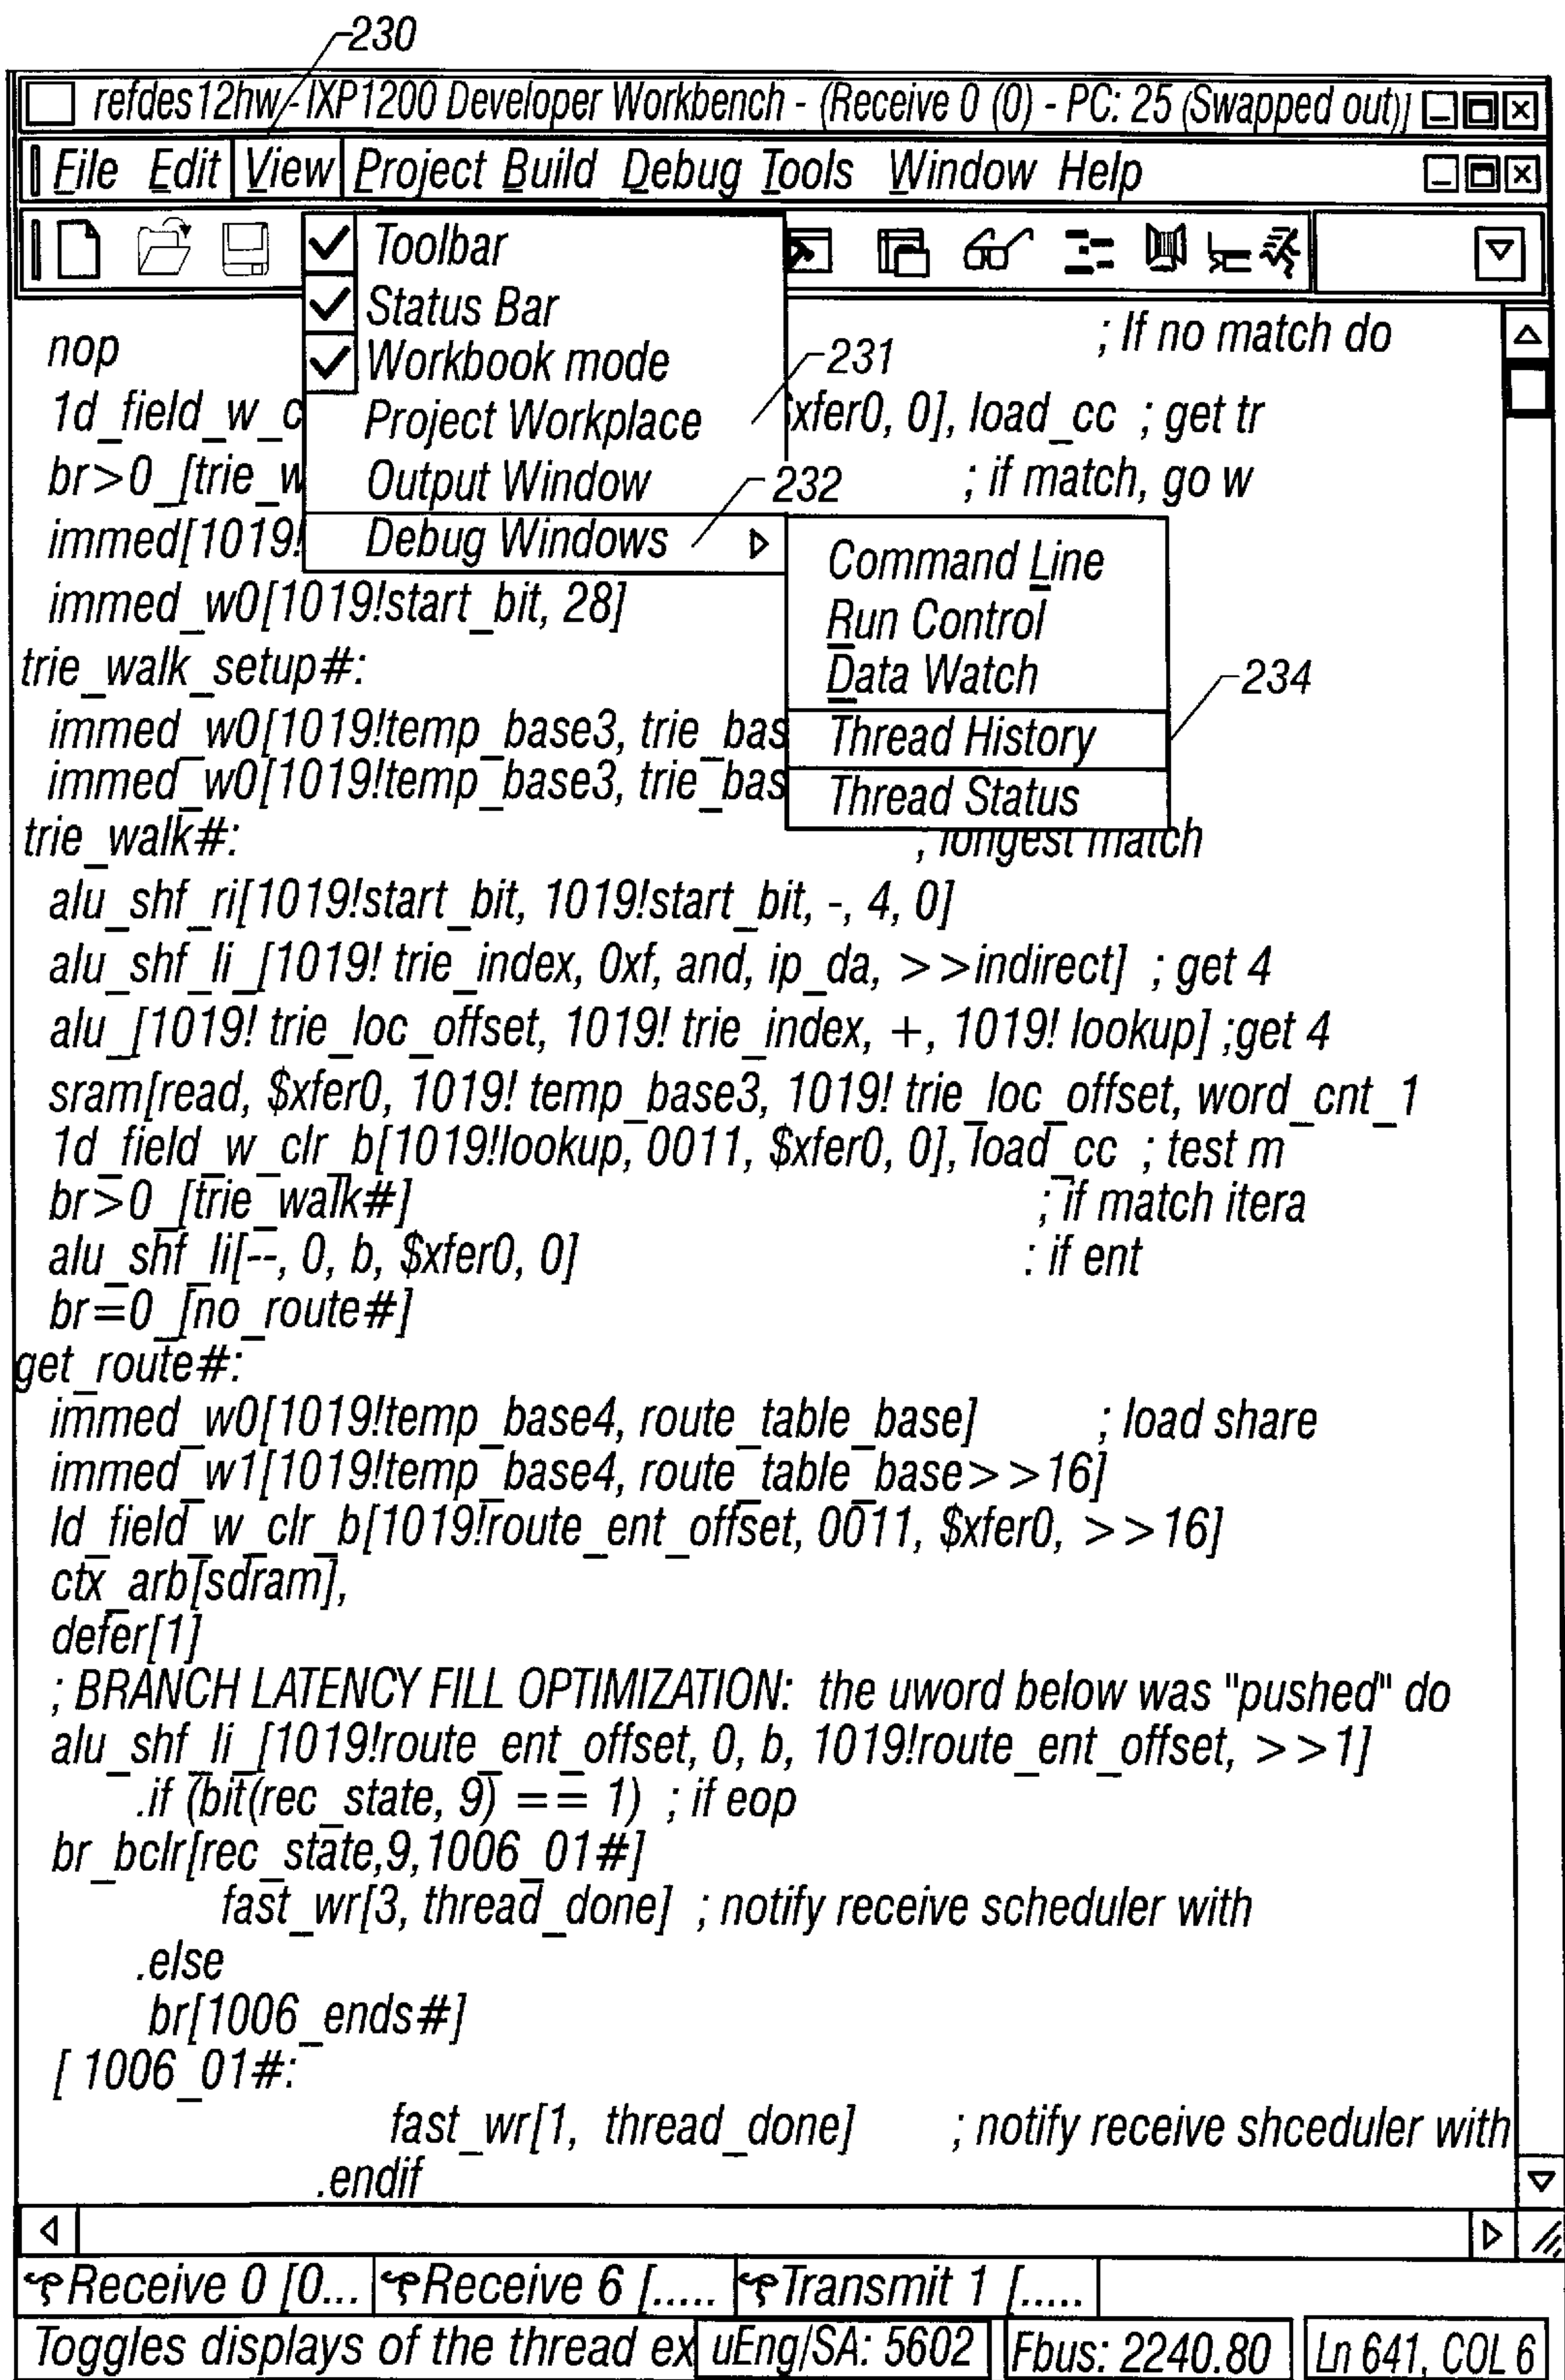 230
refdes12hw - IXP1200 Developer Workbench - (Receive 0 (0) - PC: 25 (Swapped out)]
File Edit View Project Build Debug Tools Window Help
Toolbar
Status Bar
Workbook mode
Project Workplace
Output Window
Debug Windows
231
232
Command Line
Run Control
Data Watch
Thread History
Thread Status
234
nop ; If no match do
1d_field_w_c $xfer0, 0], load_cc ; get tr
br>0_[trie_w ; if match, go w
immed[1019!
immed_w0[1019!start_bit, 28]
trie_walk_setup#:
immed_w0[1019!temp_base3, trie_bas
immed_w0[1019!temp_base3, trie_bas
trie_walk#: ; longest match
alu_shf_ri[1019!start_bit, 1019!start_bit, -, 4, 0]
alu_shf_li_[1019! trie_index, 0xf, and, ip_da, >>indirect] ; get 4
alu_[1019! trie_loc_offset, 1019! trie_index, +, 1019! lookup] ;get 4
sram[read, $xfer0, 1019! temp_base3, 1019! trie_loc_offset, word_cnt_1
1d_field_w_clr_b[1019!lookup, 0011, $xfer0, 0], load_cc ; test m
br>0_[trie_walk#] ; if match itera
alu_shf_li[--, 0, b, $xfer0, 0] : if ent
br=0_[no_route#]
get_route#:
immed_w0[1019!temp_base4, route_table_base] ; load share
immed_w1[1019!temp_base4, route_table_base>>16]
ld_field_w_clr_b[1019!route_ent_offset, 0011, $xfer0, >>16]
ctx_arb[sdram],
defer[1]
; BRANCH LATENCY FILL OPTIMIZATION: the uword below was "pushed" do
alu_shf_li_[1019!route_ent_offset, 0, b, 1019!route_ent_offset, >>1]
.if (bit(rec_state, 9) == 1) ; if eop
br_bclr[rec_state,9,1006_01#]
fast_wr[3, thread_done] ; notify receive scheduler with
.else
br[1006_ends#]
[ 1006_01#:
fast_wr[1, thread_done] ; notify receive shceduler with
.endif
Receive 0 [0... Receive 6 [..... Transmit 1 [.....
Toggles displays of the thread ex uEng/SA: 5602 Fbus: 2240.80 Ln 641, COL 6